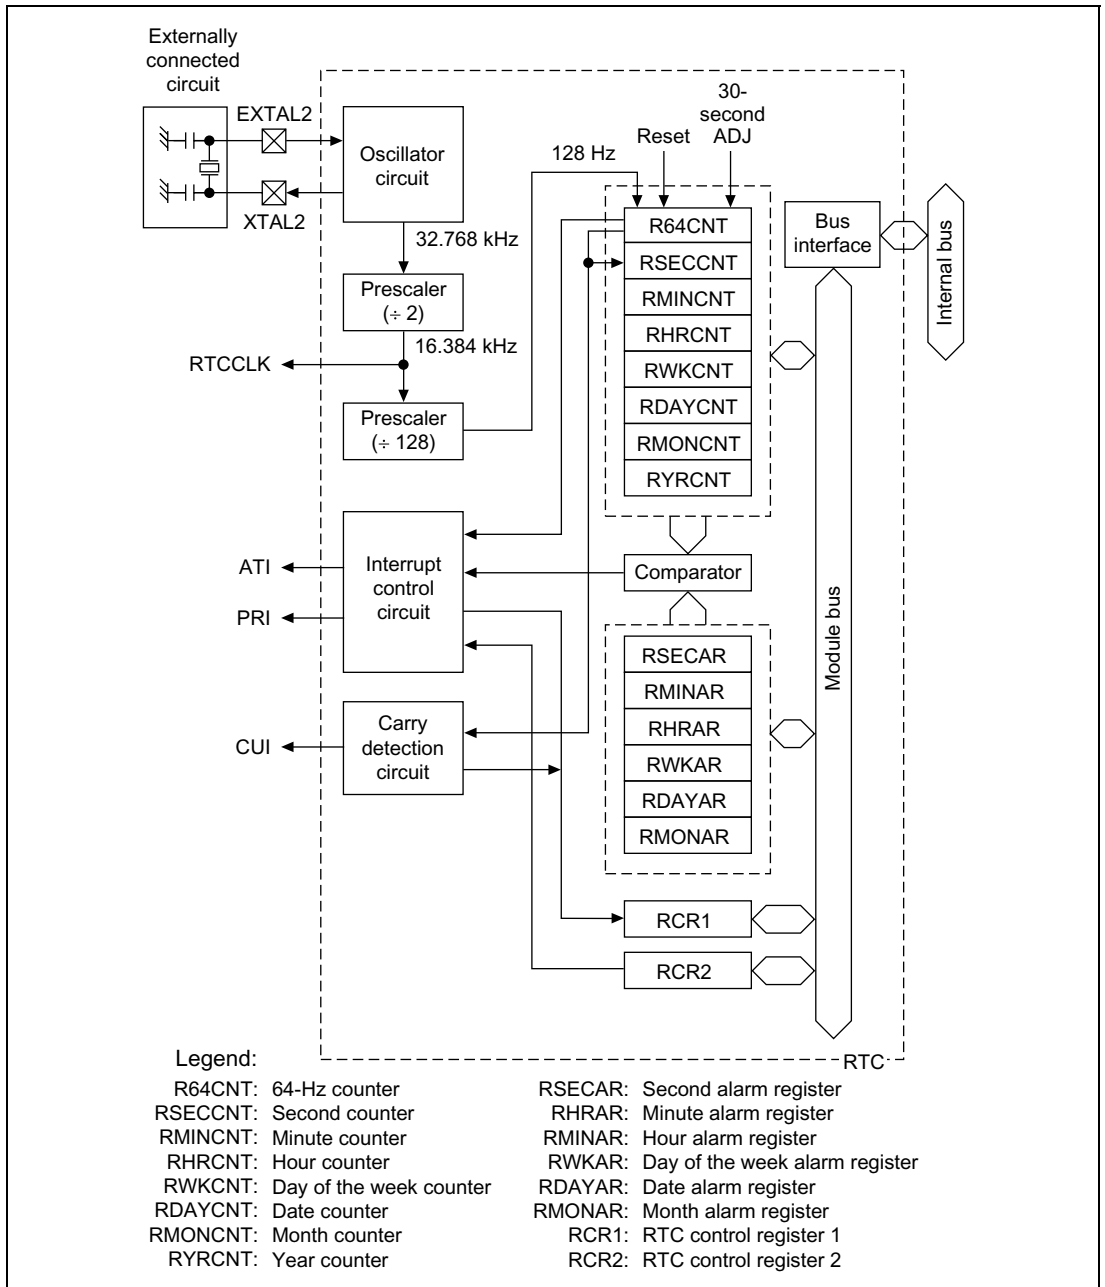 Externally
connected
circuit
EXTAL2
XTAL2
Oscillator
circuit
32.768 kHz
Prescaler
(÷ 2)
16.384 kHz
RTCCLK
Prescaler
(÷ 128)
128 Hz
Reset
30-
second
ADJ
R64CNT
RSECCNT
RMINCNT
RHRCNT
RWKCNT
RDAYCNT
RMONCNT
RYRCNT
Bus
interface
Internal bus
Module bus
ATI
PRI
Interrupt
control
circuit
Comparator
RSECAR
RMINAR
RHRAR
RWKAR
RDAYAR
RMONAR
CUI
Carry
detection
circuit
RCR1
RCR2
RTC
Legend:
R64CNT: 64-Hz counter
RSECCNT: Second counter
RMINCNT: Minute counter
RHRCNT: Hour counter
RWKCNT: Day of the week counter
RDAYCNT: Date counter
RMONCNT: Month counter
RYRCNT: Year counter
RSECAR: Second alarm register
RHRAR: Minute alarm register
RMINAR: Hour alarm register
RWKAR: Day of the week alarm register
RDAYAR: Date alarm register
RMONAR: Month alarm register
RCR1: RTC control register 1
RCR2: RTC control register 2